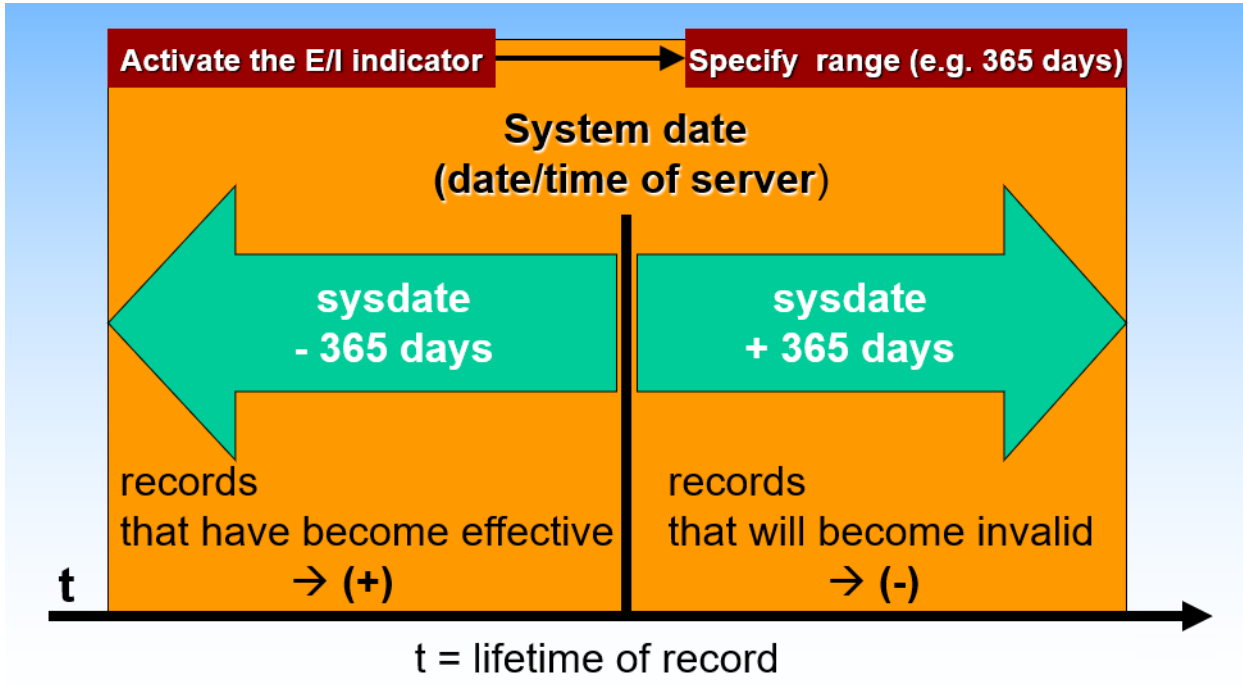 Activate the E/I indicator
Specify range (e.g. 365 days)
System date
(date/time of server)
sysdate
- 365 days
sysdate
+ 365 days
records
that have become effective
→ (+)
records
that will become invalid
→ (-)
t
t = lifetime of record